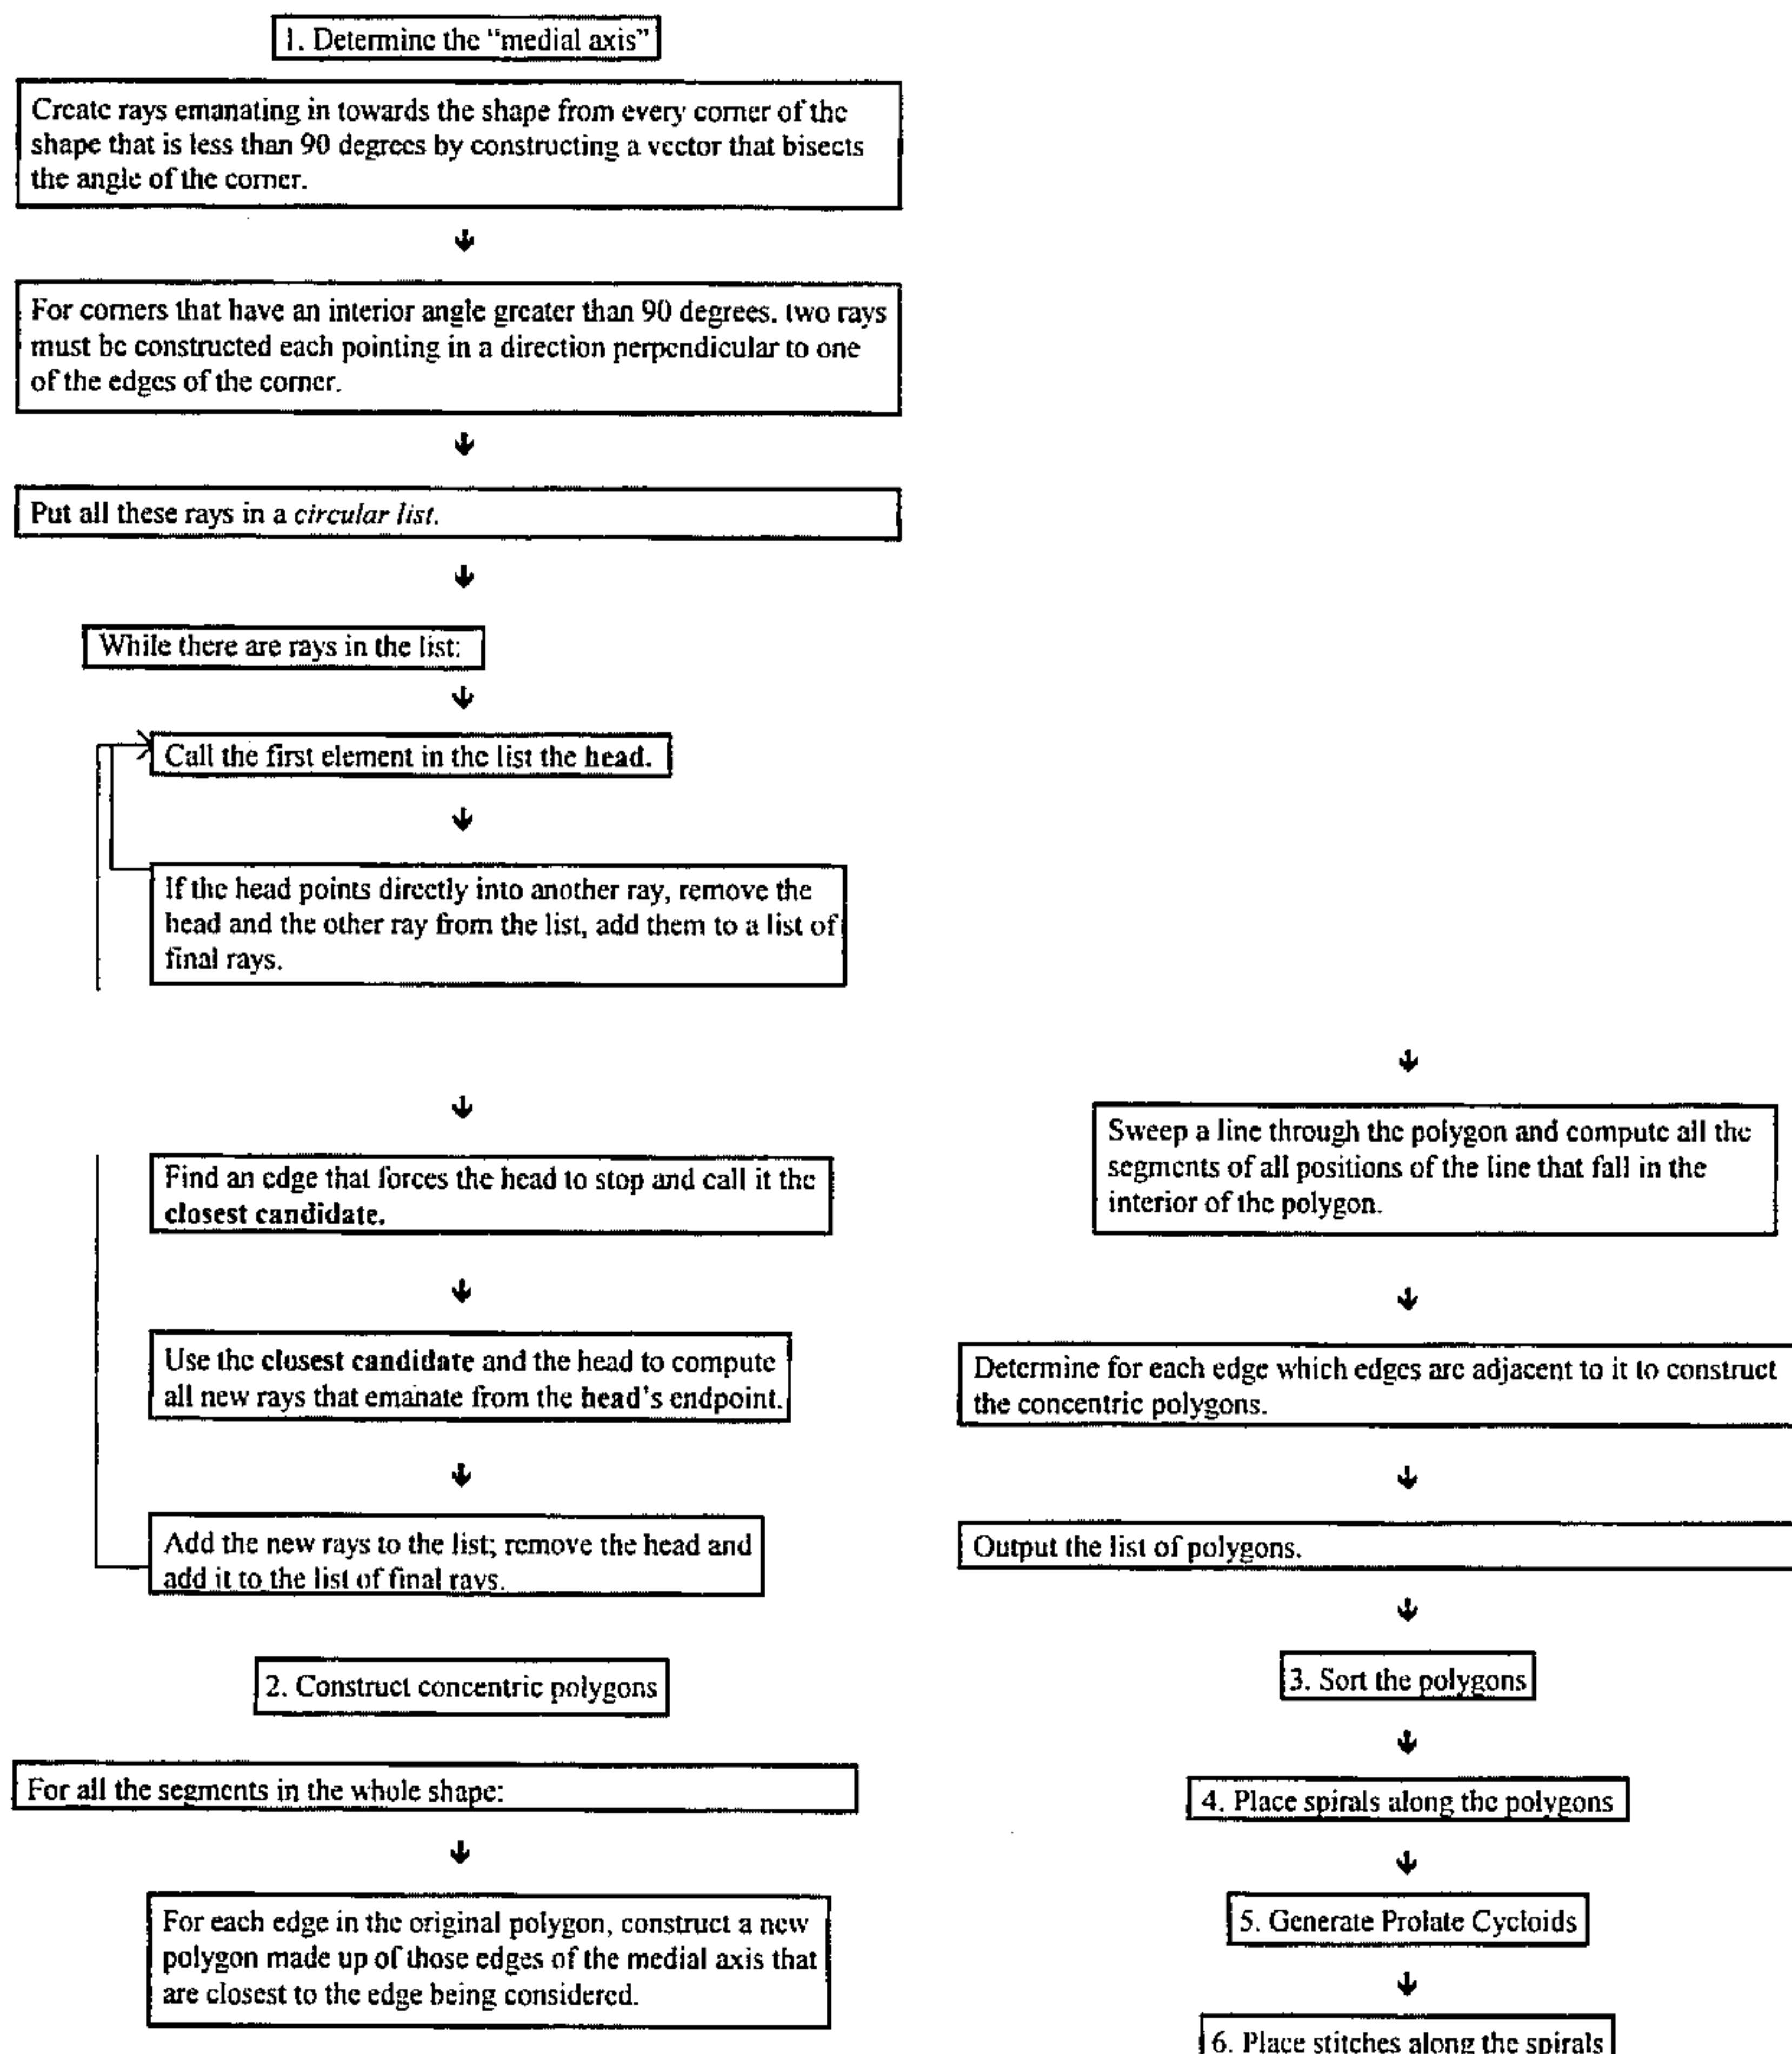 1. Determine the “medial axis”
Create rays emanating in towards the shape from every corner of the
shape that is less than 90 degrees by constructing a vector that bisects
the angle of the corner.
For corners that have an interior angle greater than 90 degrees, two rays
must be constructed each pointing in a direction perpendicular to one
of the edges of the corner.
Put all these rays in a circular list.
While there are rays in the list:
Call the first element in the list the head.
If the head points directly into another ray, remove the
head and the other ray from the list, add them to a list of
final rays.
Find an edge that forces the head to stop and call it the
closest candidate.
Use the closest candidate and the head to compute
all new rays that emanate from the head's endpoint.
Add the new rays to the list; remove the head and
add it to the list of final rays.
2. Construct concentric polygons
For all the segments in the whole shape:
For each edge in the original polygon, construct a new
polygon made up of those edges of the medial axis that
are closest to the edge being considered.
Sweep a line through the polygon and compute all the
segments of all positions of the line that fall in the
interior of the polygon.
Determine for each edge which edges are adjacent to it to construct
the concentric polygons.
Output the list of polygons.
3. Sort the polygons
4. Place spirals along the polygons
5. Generate Prolate Cycloids
6. Place stitches along the spirals